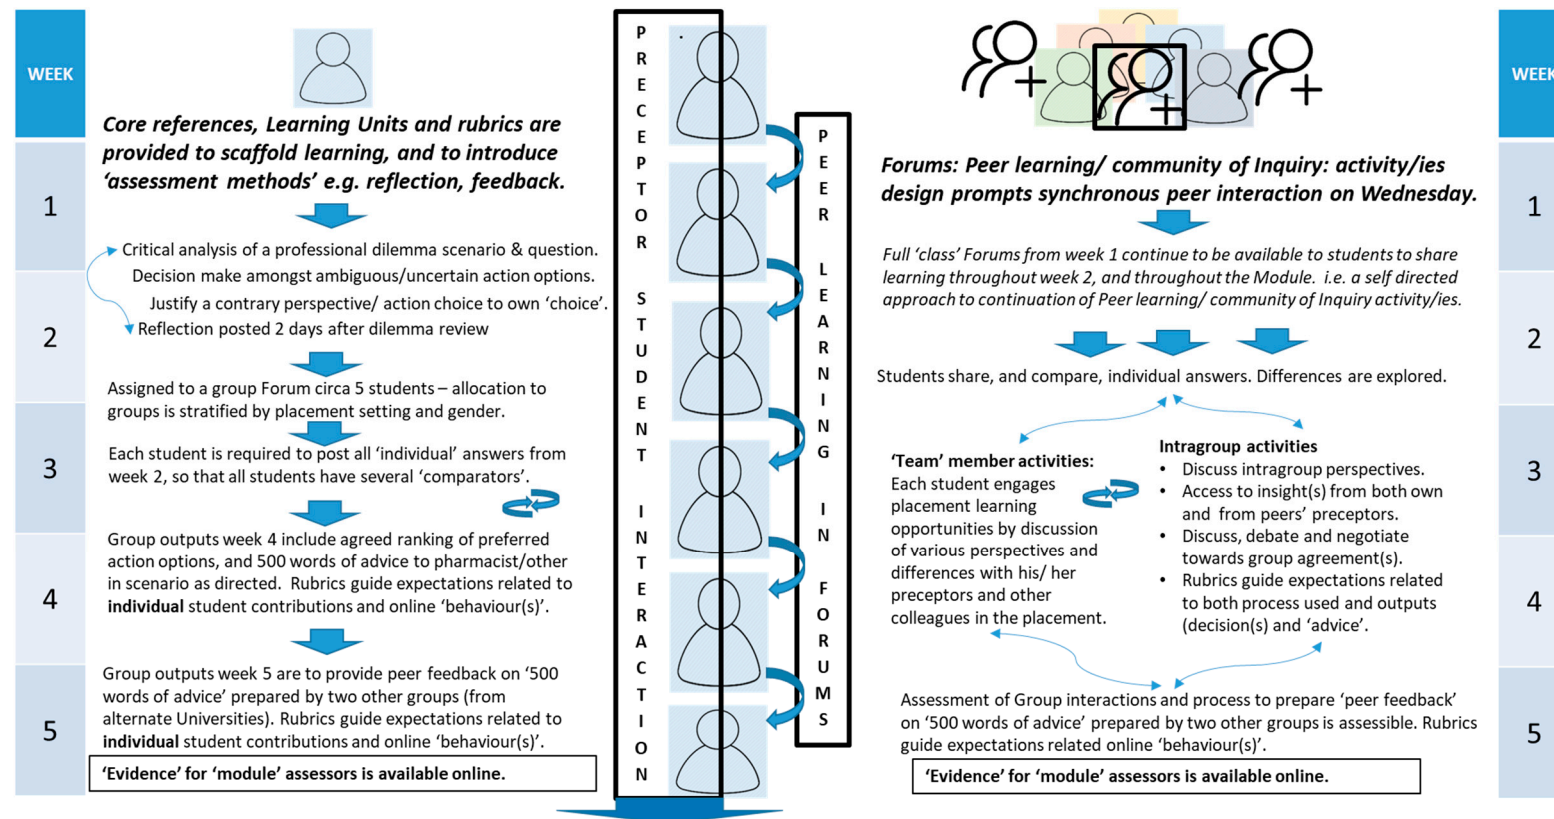 WEEK
1
2
3
4
5
Core references, Learning Units and rubrics are
provided to scaffold learning, and to introduce
‘assessment methods’ e.g. reflection, feedback.
Critical analysis of a professional dilemma scenario & question.
Decision make amongst ambiguous/uncertain action options.
Justify a contrary perspective/ action choice to own ‘choice’.
Reflection posted 2 days after dilemma review
Assigned to a group Forum circa 5 students – allocation to
groups is stratified by placement setting and gender.
Each student is required to post all ‘individual’ answers from
week 2, so that all students have several ‘comparators’.
Group outputs week 4 include agreed ranking of preferred
action options, and 500 words of advice to pharmacist/other
in scenario as directed. Rubrics guide expectations related to
individual student contributions and online ‘behaviour(s)’.
Group outputs week 5 are to provide peer feedback on ‘500
words of advice’ prepared by two other groups (from
alternate Universities). Rubrics guide expectations related to
individual student contributions and online ‘behaviour(s)’.
‘Evidence’ for ‘module’ assessors is available online.
PRECEPTOR STUDENT INTERACTION
PEER LEARNING IN FORUMS
Forums: Peer learning/ community of Inquiry: activity/ies
design prompts synchronous peer interaction on Wednesday.
Full ‘class’ Forums from week 1 continue to be available to students to share
learning throughout week 2, and throughout the Module. i.e. a self directed
approach to continuation of Peer learning/ community of Inquiry activity/ies.
Students share, and compare, individual answers. Differences are explored.
‘Team’ member activities:
Each student engages
placement learning
opportunities by discussion
of various perspectives and
differences with his/ her
preceptors and other
colleagues in the placement.
Intragroup activities
• Discuss intragroup perspectives.
• Access to insight(s) from both own
and from peers’ preceptors.
• Discuss, debate and negotiate
towards group agreement(s).
• Rubrics guide expectations related
to both process used and outputs
(decision(s) and ‘advice’.
Assessment of Group interactions and process to prepare ‘peer feedback’
on ‘500 words of advice’ prepared by two other groups is assessible. Rubrics
guide expectations related online ‘behaviour(s)’.
‘Evidence’ for ‘module’ assessors is available online.
WEEK
1
2
3
4
5